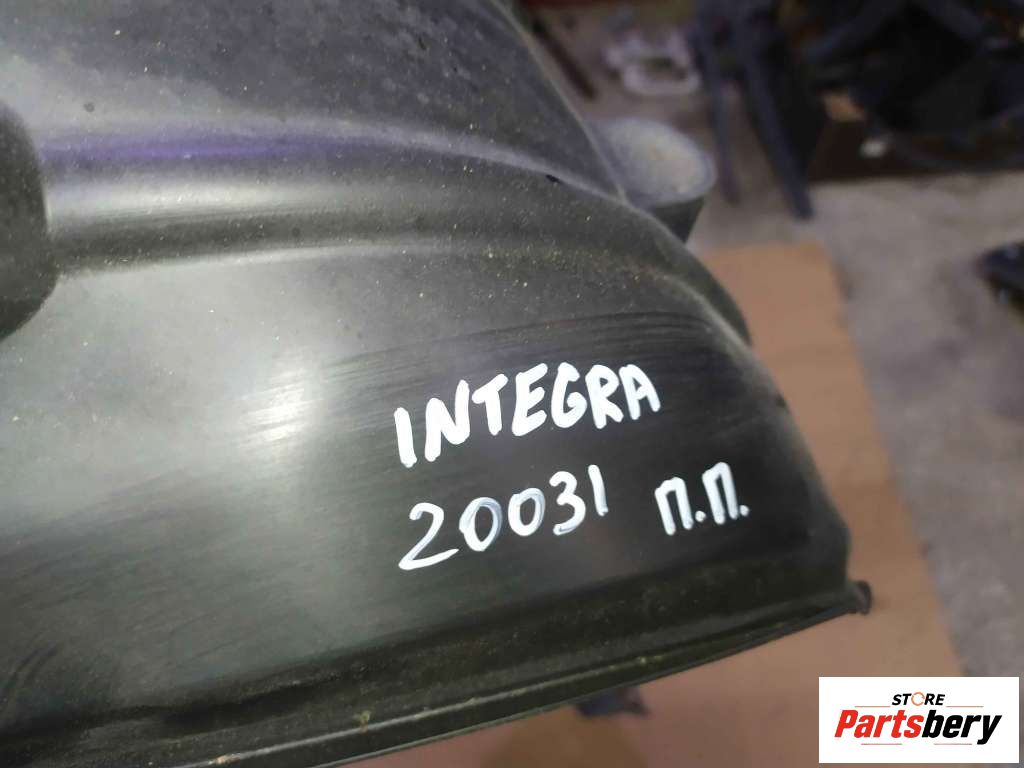 INTEGRA
20031 П.П.
STORE
Partsbery